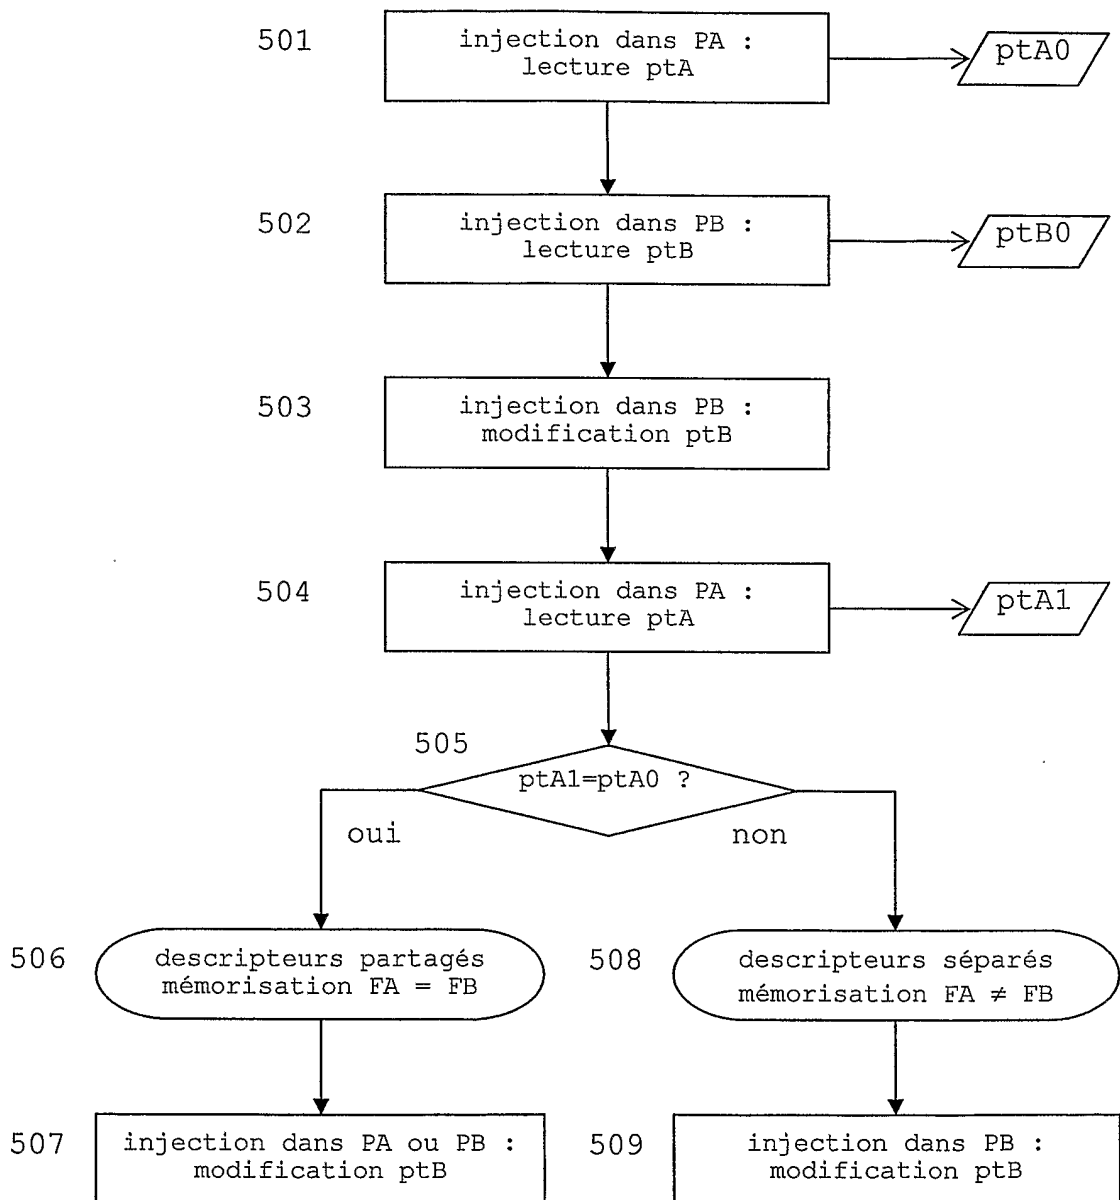 501
injection dans PA :
lecture ptA
ptA0
502
injection dans PB :
lecture ptB
ptB0
503
injection dans PB :
modification ptB
504
injection dans PA :
lecture ptA
ptA1
505
ptA1=ptA0 ?
oui
non
506
descripteurs partagés
mémorisation FA = FB
508
descripteurs séparés
mémorisation FA ≠ FB
507
injection dans PA ou PB :
modification ptB
509
injection dans PB :
modification ptB